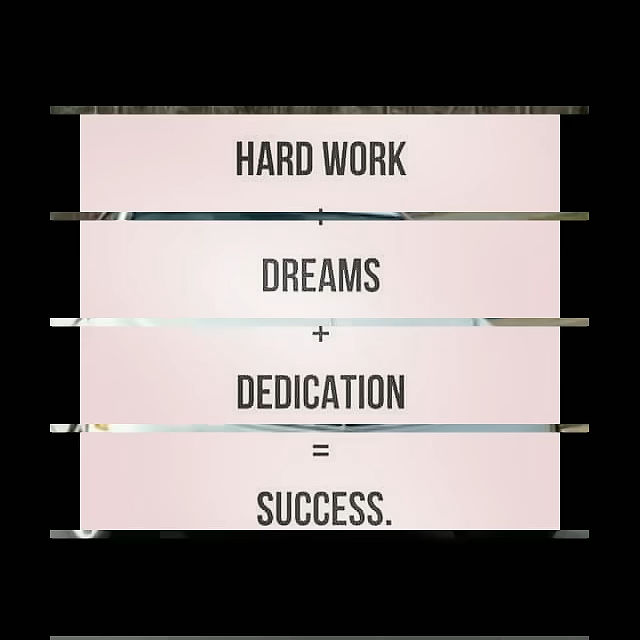 HARD WORK
+
DREAMS
+
DEDICATION
=
SUCCESS.